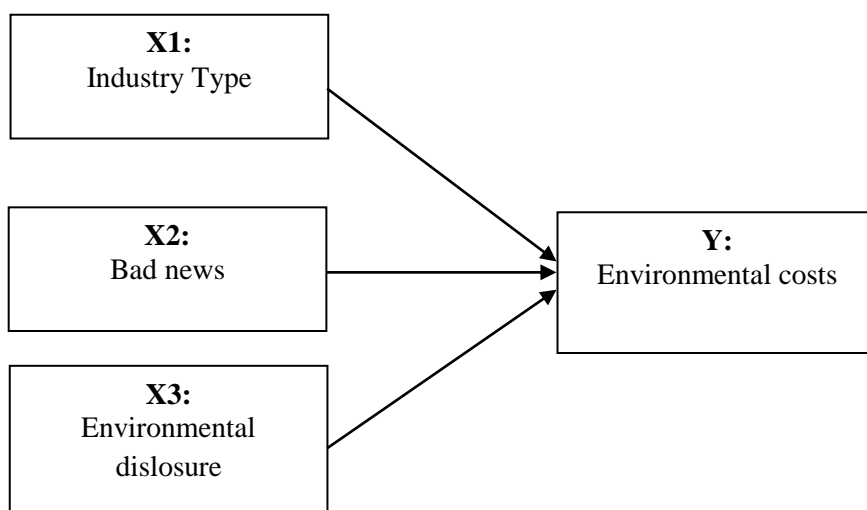 X1:
Industry Type
X2:
Bad news
X3:
Environmental
dislosure
Y:
Environmental costs